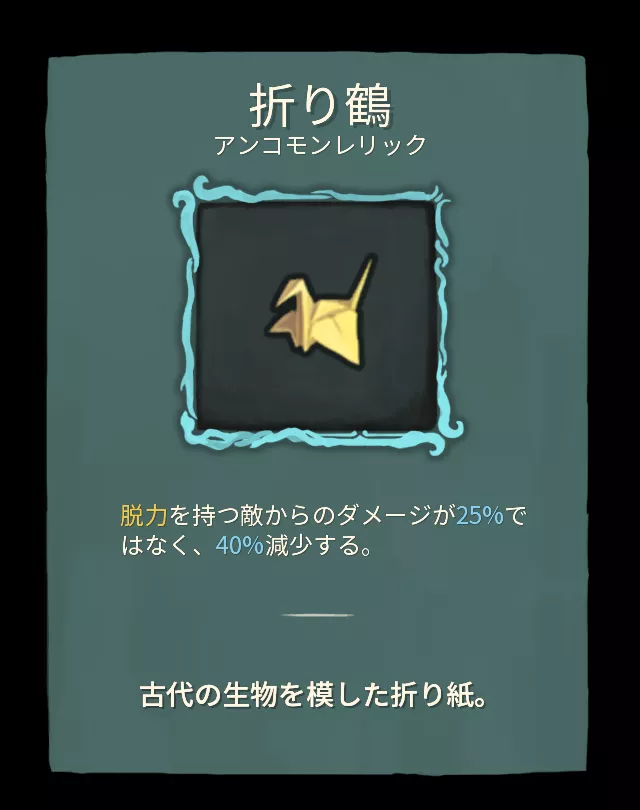 折り鶴
アンコモンレリック
脱力を持つ敵からのダメージが25%で
はなく、40%減少する。
古代の生物を模した折り紙。